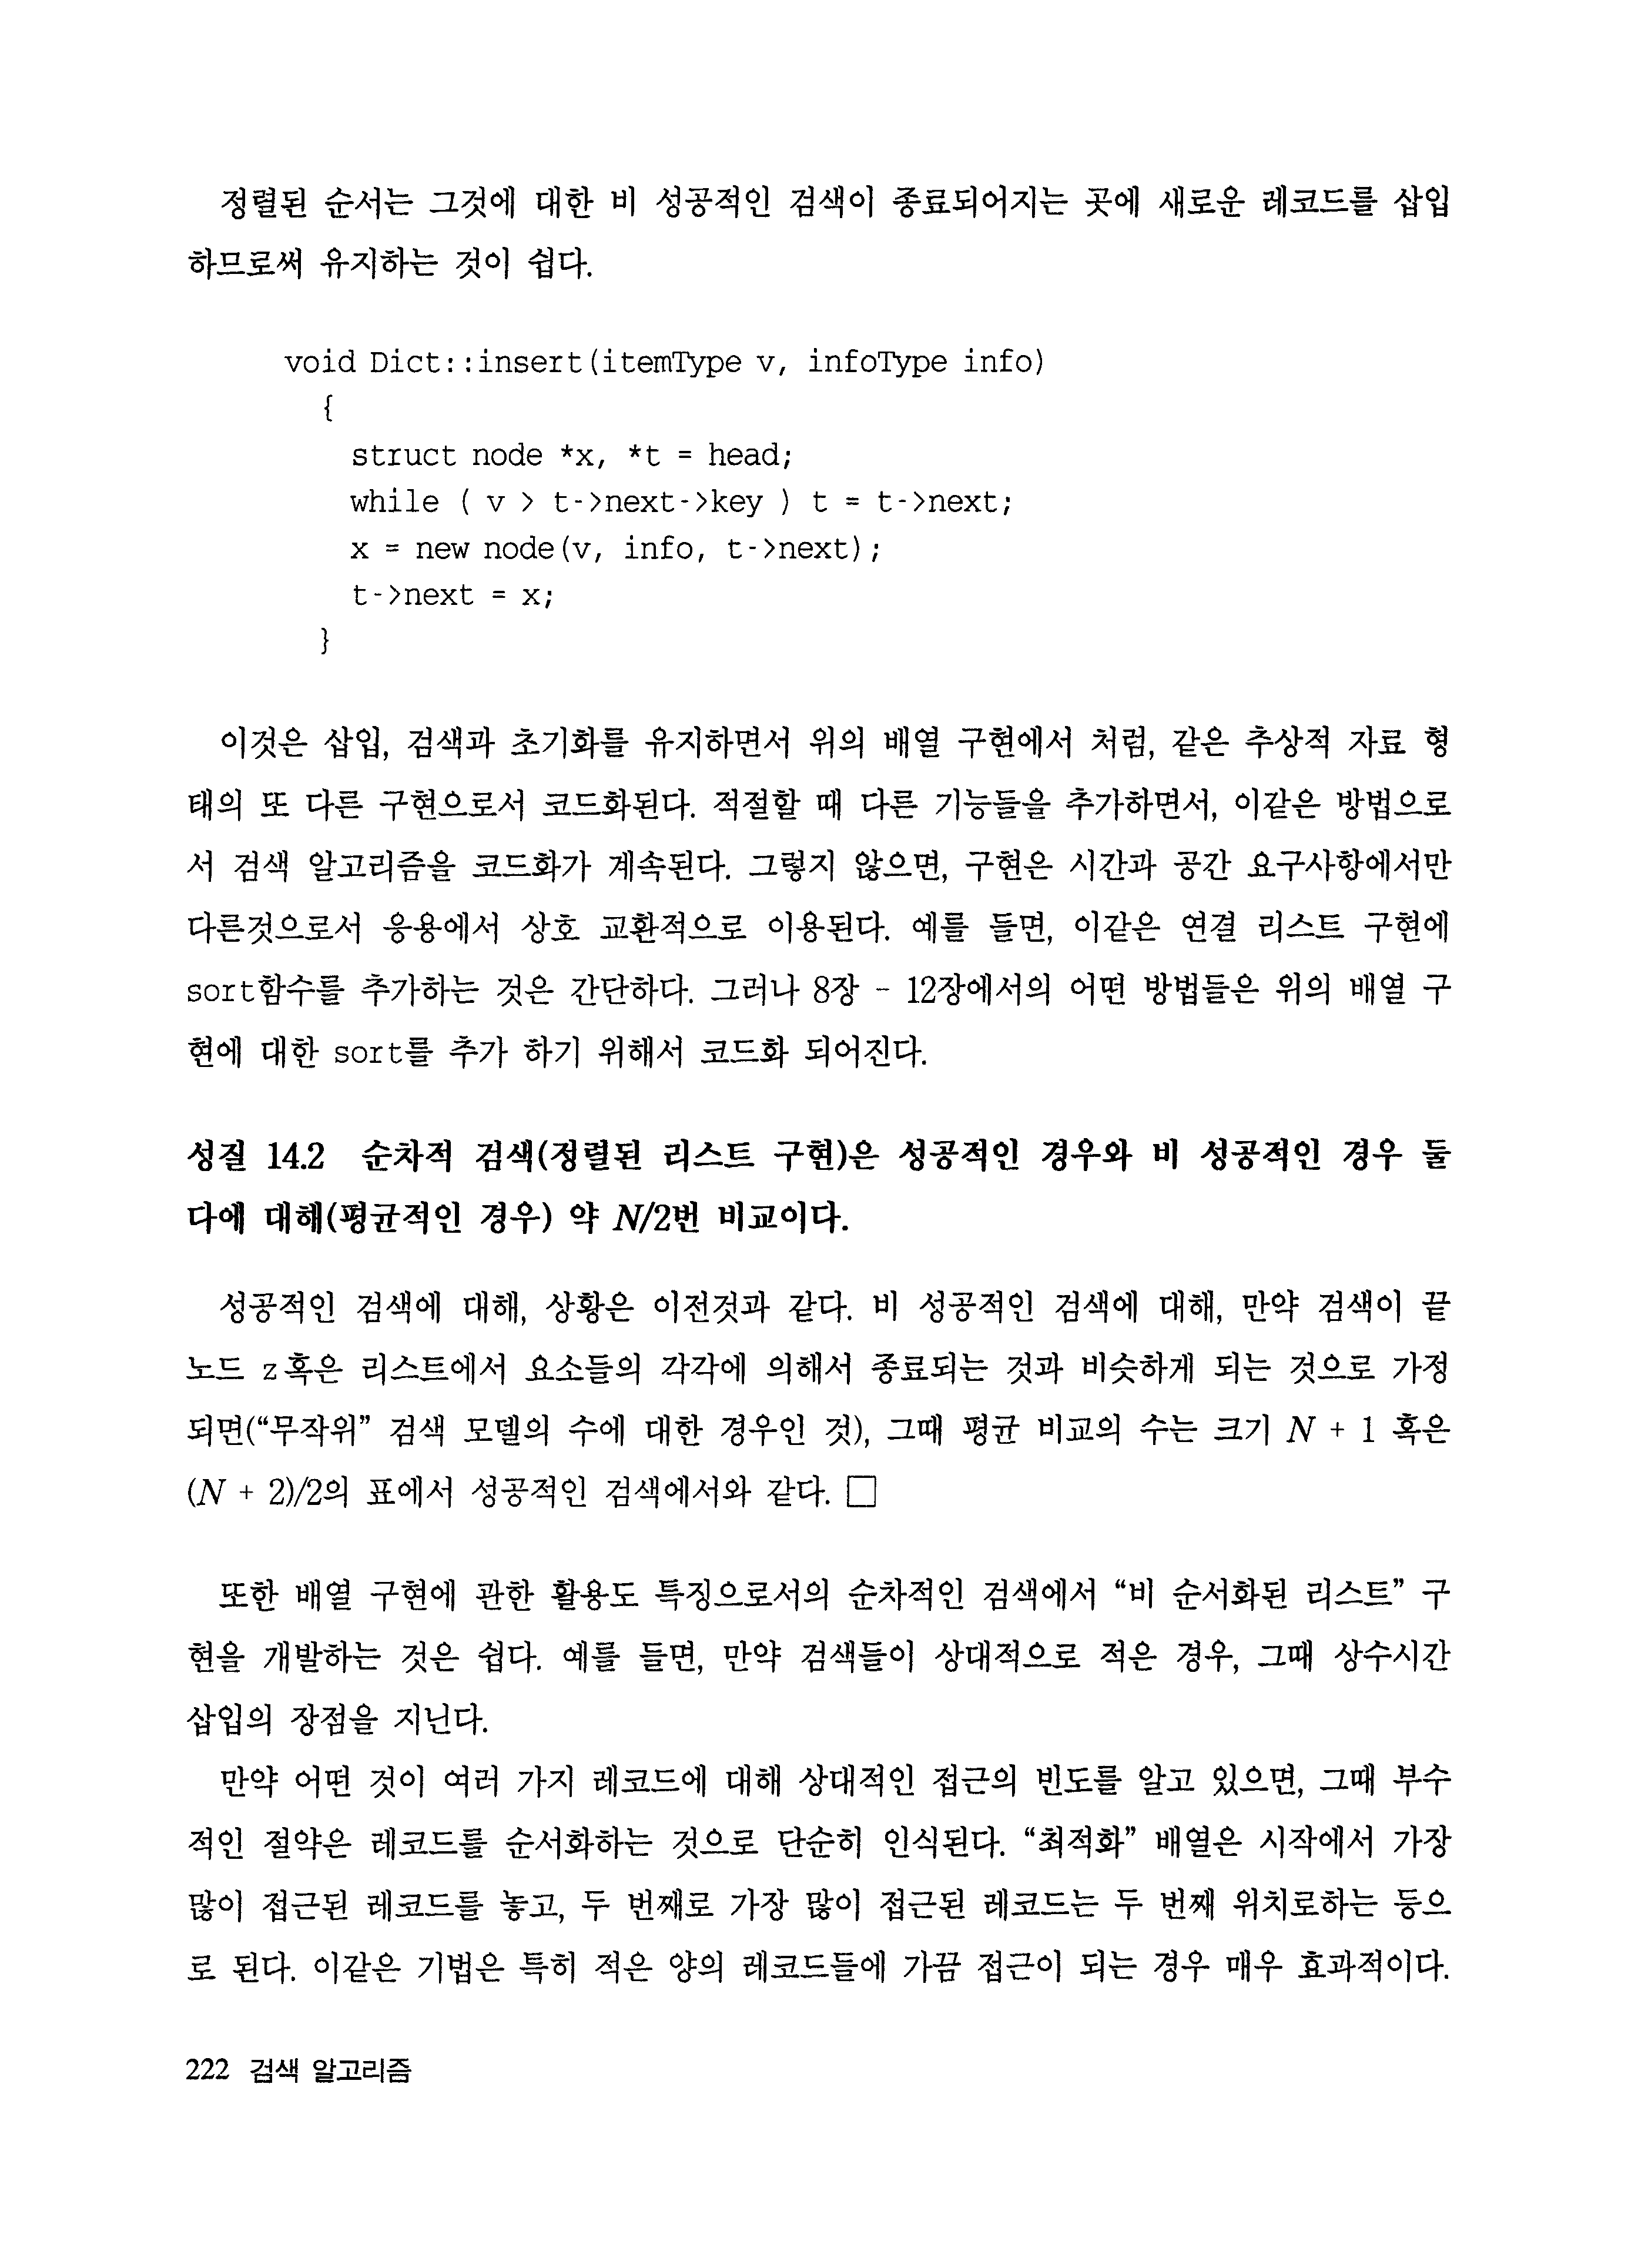 정렬된 순서는 그것에 대한 비 성공적인 검색이 종료되어지는 곳에 새로운 레코드를 삽입
하므로써 유지하는 것이 쉽다.
void Dict::insert(itemType v, infoType info)
{
struct node *x, *t = head;
while ( v > t->next->key ) t = t->next;
x = new node(v, info, t->next);
t->next = x;
}
이것은 삽입, 검색과 초기화를 유지하면서 위의 배열 구현에서 처럼, 같은 추상적 자료 형
태의 또 다른 구현으로서 코드화된다. 적절할 때 다른 기능들을 추가하면서, 이같은 방법으로
서 검색 알고리즘을 코드화가 계속된다. 그렇지 않으면, 구현은 시간과 공간 요구사항에서만
다른것으로서 응용에서 상호 교환적으로 이용된다. 예를 들면, 이같은 연결 리스트 구현에
sort함수를 추가하는 것은 간단하다. 그러나 8장 - 12장에서의 어떤 방법들은 위의 배열 구
현에 대한 sort를 추가 하기 위해서 코드화 되어진다.
성질 14.2 순차적 검색(정렬된 리스트 구현)은 성공적인 경우와 비 성공적인 경우 둘
다에 대해(평균적인 경우) 약 N/2번 비교이다.
성공적인 검색에 대해, 상황은 이전것과 같다. 비 성공적인 검색에 대해, 만약 검색이 끝
노드 z혹은 리스트에서 요소들의 각각에 의해서 종료되는 것과 비슷하게 되는 것으로 가정
되면(“무작위” 검색 모델의 수에 대한 경우인 것), 그때 평균 비교의 수는 크기 N + 1 혹은
(N + 2)/2의 표에서 성공적인 검색에서와 같다. □
또한 배열 구현에 관한 활용도 특징으로서의 순차적인 검색에서 “비 순서화된 리스트” 구
현을 개발하는 것은 쉽다. 예를 들면, 만약 검색들이 상대적으로 적은 경우, 그때 상수시간
삽입의 장점을 지닌다.
만약 어떤 것이 여러 가지 레코드에 대해 상대적인 접근의 빈도를 알고 있으면, 그때 부수
적인 절약은 레코드를 순서화하는 것으로 단순히 인식된다. “최적화” 배열은 시작에서 가장
많이 접근된 레코드를 놓고, 두 번째로 가장 많이 접근된 레코드는 두 번째 위치로하는 등으
로 된다. 이같은 기법은 특히 적은 양의 레코드들에 가끔 접근이 되는 경우 매우 효과적이다.
222 검색 알고리즘